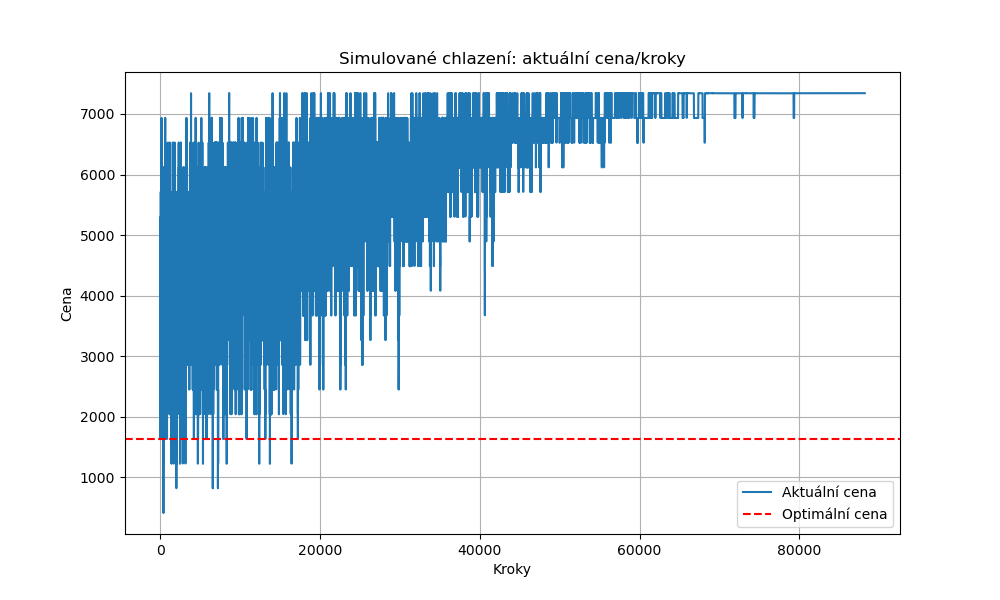 Simulované chlazení: aktuální cena/kroky
7000
6000
5000
4000
3000
2000
1000
Cena
0
20000
40000
60000
80000
Kroky
Aktuální cena
Optimální cena